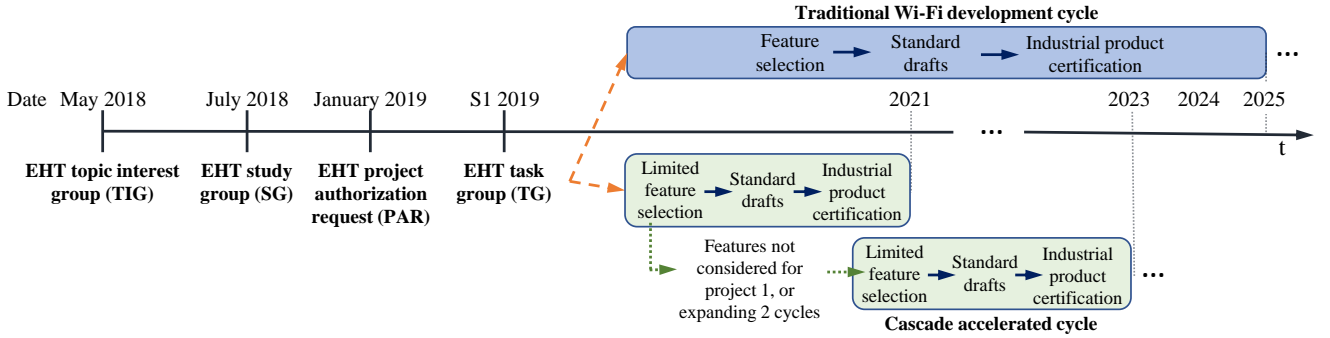 Traditional Wi-Fi development cycle
Feature selection
Standard drafts
Industrial product certification
...
Date
May 2018
July 2018
January 2019
S1 2019
2021
2023
2024
2025
...
t
EHT topic interest
group (TIG)
EHT study
group (SG)
EHT project
authorization
request (PAR)
EHT task
group (TG)
Limited
feature
selection
Standard
drafts
Industrial
product
certification
Features not
considered for
project 1, or
expanding 2 cycles
Limited
feature
selection
Standard
drafts
Industrial
product
certification
...
Cascade accelerated cycle